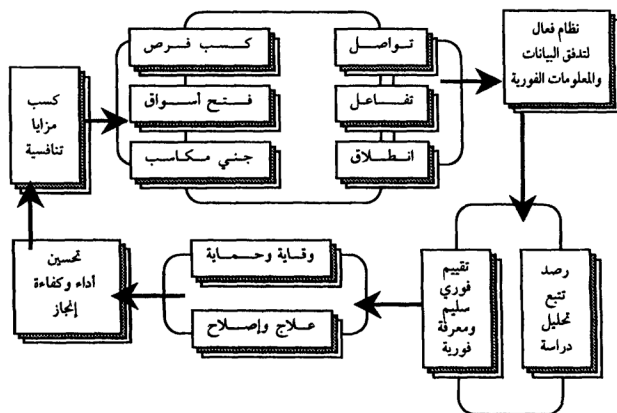 نظام فعال
لتدفق البيانات
والمعلومات الفورية
تواصل
تفاعل
انطلاق
كسب فرص
فتح أسواق
جني مكاسب
كسب
مزايا
تنافسية
رصد
تتبع
تحليل
دراسة
تقييم
فوري
سليم
ومعرفة
فورية
وقاية وحماية
علاج وإصلاح
تحسين
أداء وكفاءة
إنجاز